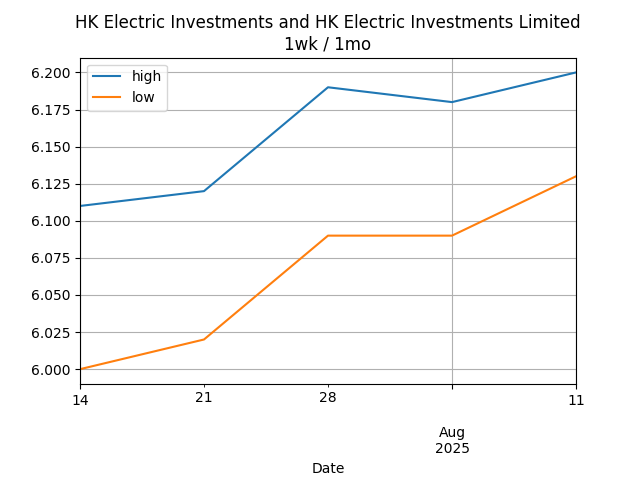 HK Electric Investments and HK Electric Investments Limited
1wk / 1mo
high
low
6.200
6.175
6.150
6.125
6.100
6.075
6.050
6.025
6.000
14 21 28 11
Aug
2025
Date